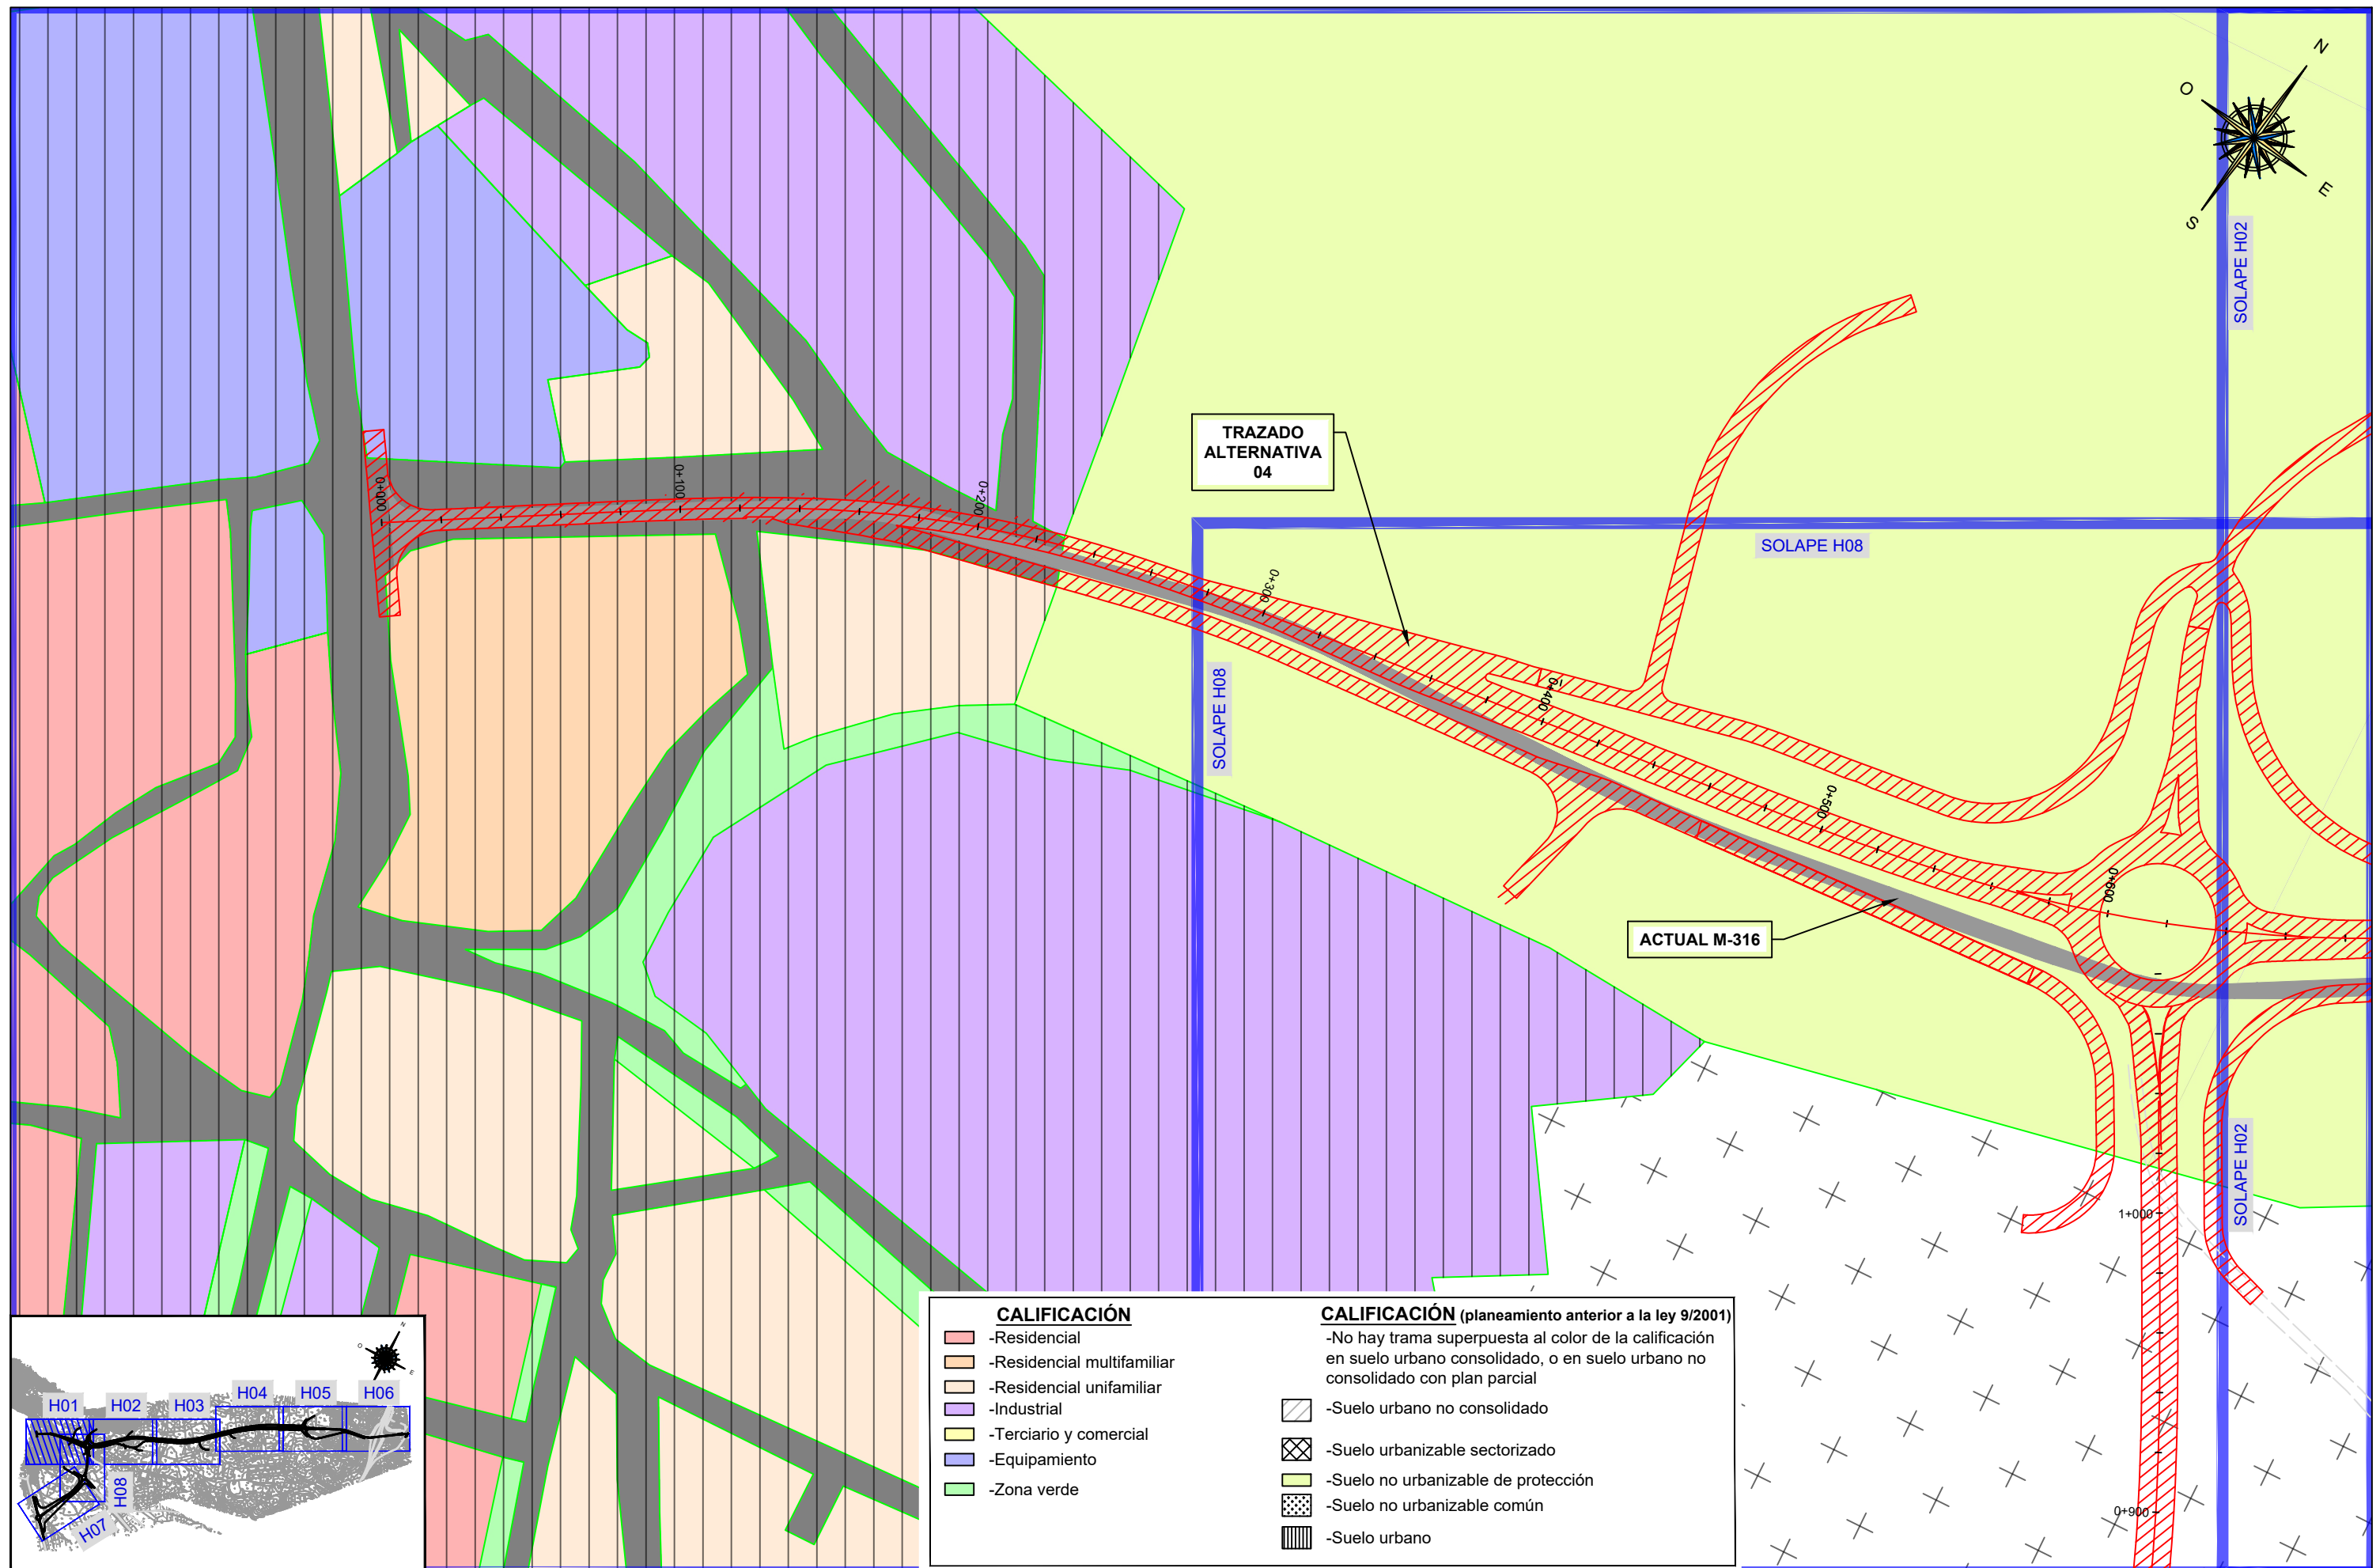 N
O
E
S
SOLAPE H02
TRAZADO
ALTERNATIVA
04
0+000
0+100
0+200
0+300
0+400
0+500
0+600
SOLAPE H08
SOLAPE H08
ACTUAL M-316
SOLAPE H02
1+000
0+900
CALIFICACIÓN
-Residencial
-Residencial multifamiliar
-Residencial unifamiliar
-Industrial
-Terciario y comercial
-Equipamiento
-Zona verde
CALIFICACIÓN (planeamiento anterior a la ley 9/2001)
-No hay trama superpuesta al color de la calificación
en suelo urbano consolidado, o en suelo urbano no
consolidado con plan parcial
-Suelo urbano no consolidado
-Suelo urbanizable sectorizado
-Suelo no urbanizable de protección
-Suelo no urbanizable común
-Suelo urbano
N
O
E
H01
H02
H03
H04
H05
H06
H08
H07